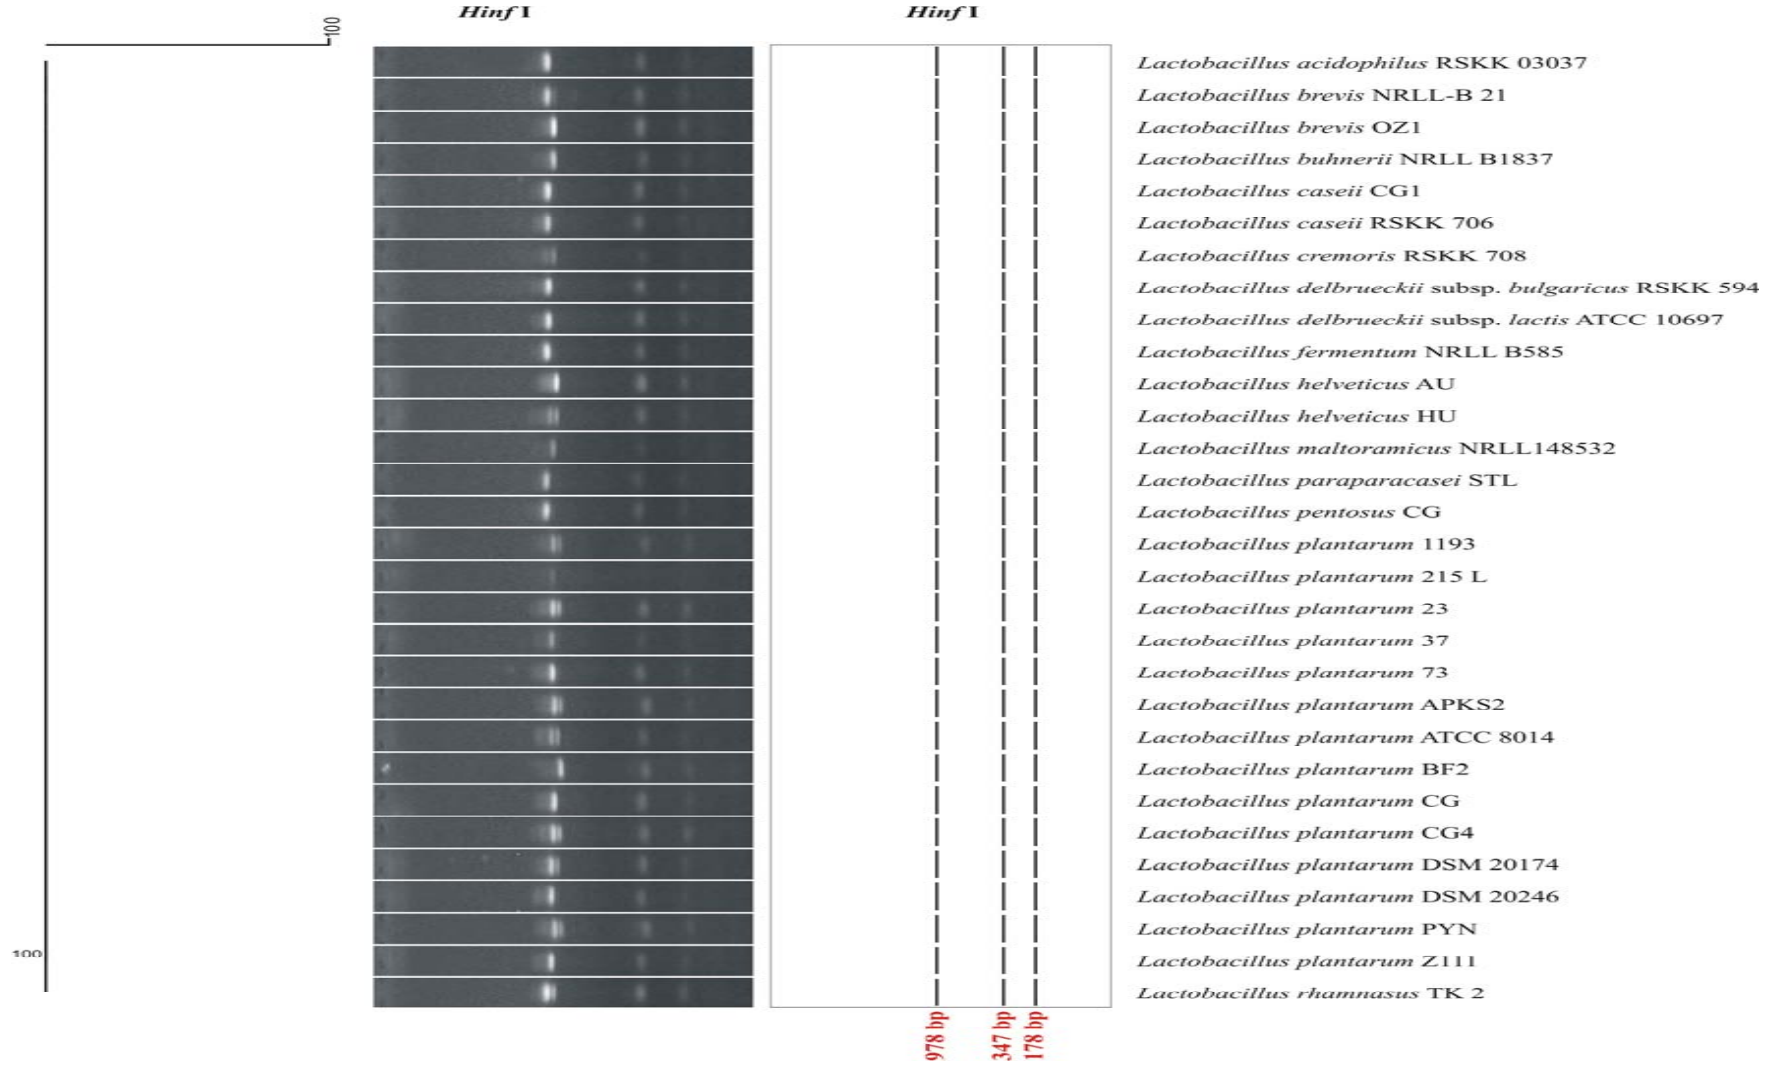 Hinf I
Hinf I
100
Lactobacillus acidophilus RSKK 03037
Lactobacillus brevis NRLL-B 21
Lactobacillus brevis OZ1
Lactobacillus buhnerii NRLL B1837
Lactobacillus caseii CG1
Lactobacillus caseii RSKK 706
Lactobacillus cremoris RSKK 708
Lactobacillus delbrueckii subsp. bulgaricus RSKK 594
Lactobacillus delbrueckii subsp. lactis ATCC 10697
Lactobacillus fermentum NRLL B585
Lactobacillus helveticus AU
Lactobacillus helveticus HU
Lactobacillus maltoramicus NRLL148532
Lactobacillus paraparacasei STL
Lactobacillus pentosus CG
Lactobacillus plantarum 1193
Lactobacillus plantarum 215 L
Lactobacillus plantarum 23
Lactobacillus plantarum 37
Lactobacillus plantarum 73
Lactobacillus plantarum APKS2
Lactobacillus plantarum ATCC 8014
Lactobacillus plantarum BF2
Lactobacillus plantarum CG
Lactobacillus plantarum CG4
Lactobacillus plantarum DSM 20174
Lactobacillus plantarum DSM 20246
Lactobacillus plantarum PYN
100
Lactobacillus plantarum Z111
Lactobacillus rhamnasus TK 2
978 bp
347 bp
178 bp